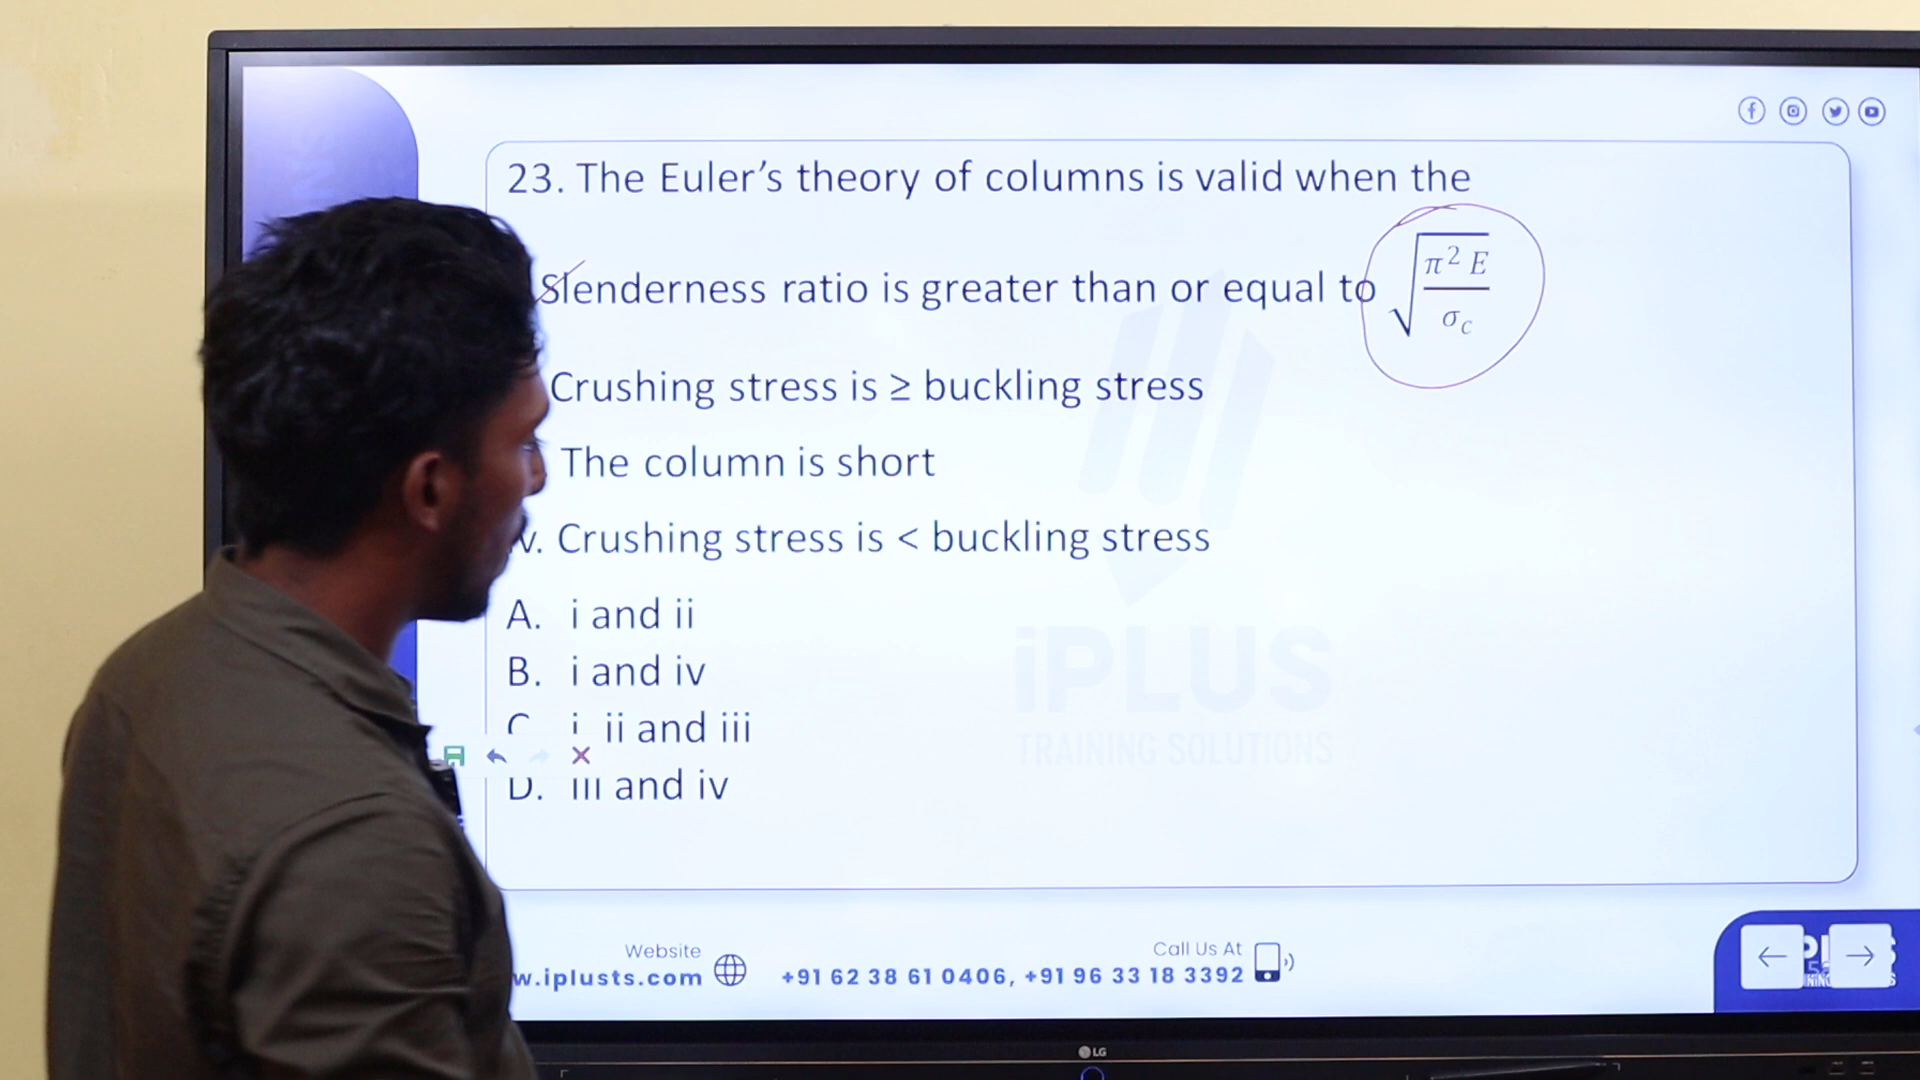 23. The Euler’s theory of columns is valid when the
Slenderness ratio is greater than or equal to √(π² E / σ_C)
Crushing stress is ≥ buckling stress
The column is short
v. Crushing stress is < buckling stress
A. i and ii
B. i and iv
C i ii and iii
D. iii and iv
iPLUS
TRAINING SOLUTIONS
Website
w.iplusts.com
Call Us At
+91 62 38 61 0406, +91 96 33 18 3392
LG